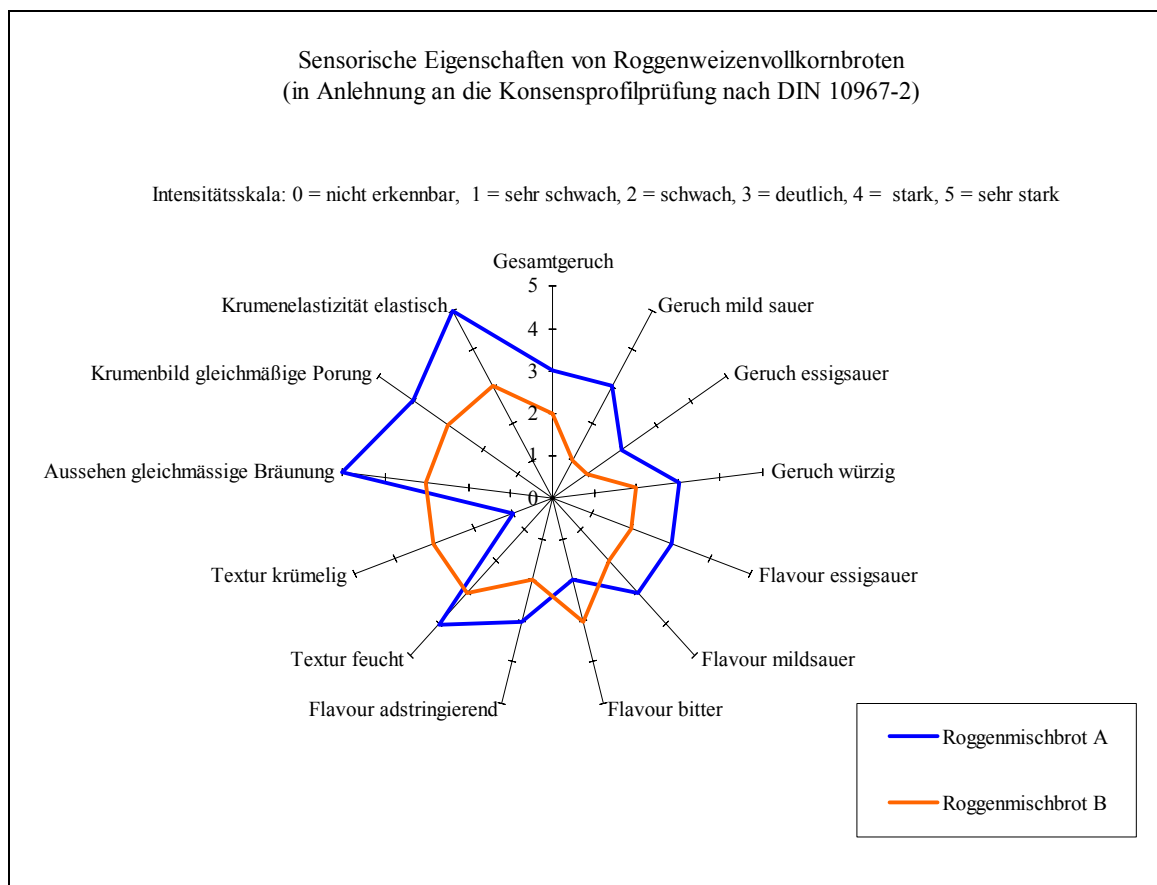 Sensorische Eigenschaften von Roggenweizenvollkornbroten
(in Anlehnung an die Konsensprofilprüfung nach DIN 10967-2)
Intensitätsskala: 0 = nicht erkennbar, 1 = sehr schwach, 2 = schwach, 3 = deutlich, 4 = stark, 5 = sehr stark
Gesamtgeruch
5
4
3
2
1
0
Geruch mild sauer
Geruch essigsauer
Geruch würzig
Flavour essigsauer
Flavour mildsauer
Flavour bitter
Flavour adstringierend
Textur feucht
Textur krümelig
Aussehen gleichmässige Bräunung
Krumenbild gleichmäßige Porung
Krumenelastizität elastisch
Roggenmischbrot A
Roggenmischbrot B